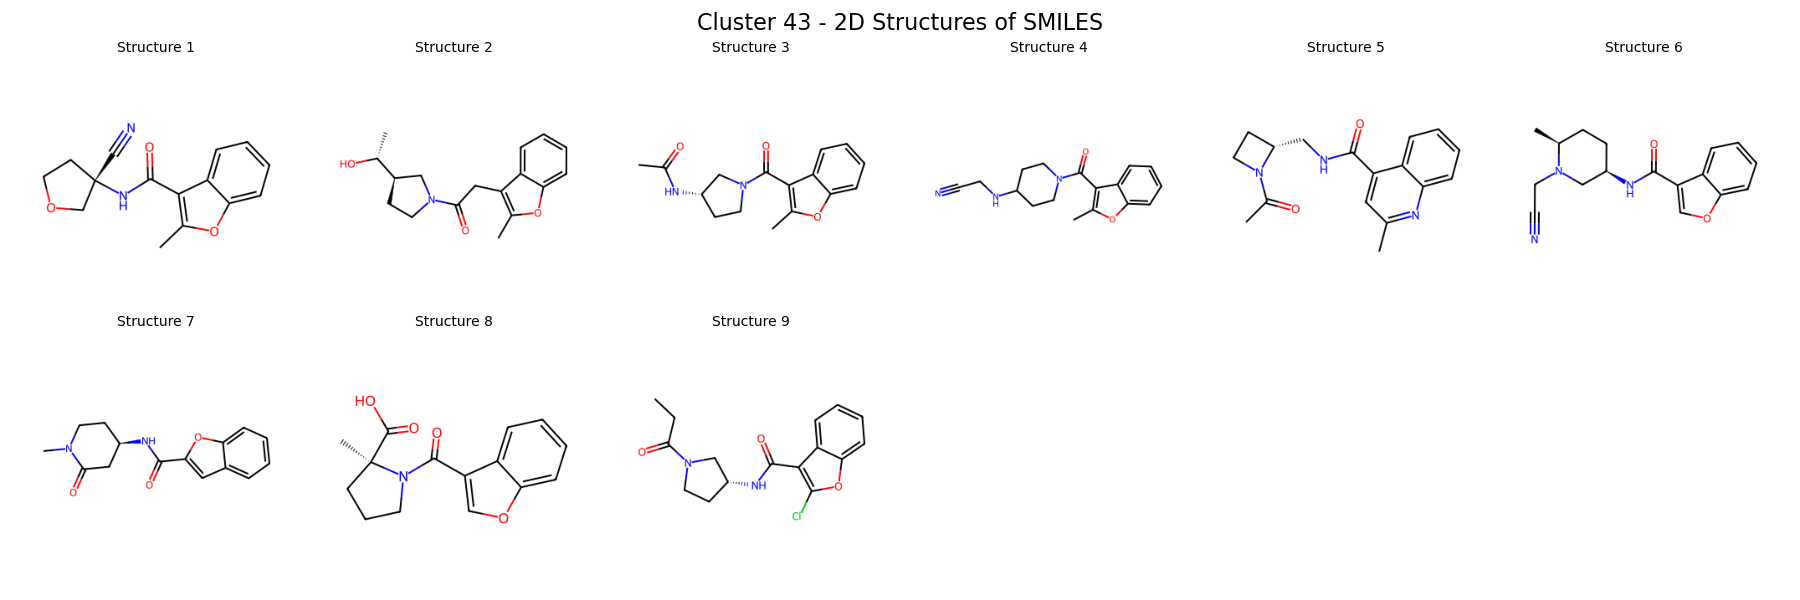 Cluster 43 - 2D Structures of SMILES
Structure 1
Structure 2
Structure 3
Structure 4
Structure 5
Structure 6
N
O
O
N
H
O
HO
N
O
O
O
HN
N
O
O
N
N
H
N
O
O
O
N
H
N
O
N
N
N
N
H
O
O
Structure 7
Structure 8
Structure 9
N
O
NH
O
O
HO
O
N
O
O
O
N
NH
O
O
Cl